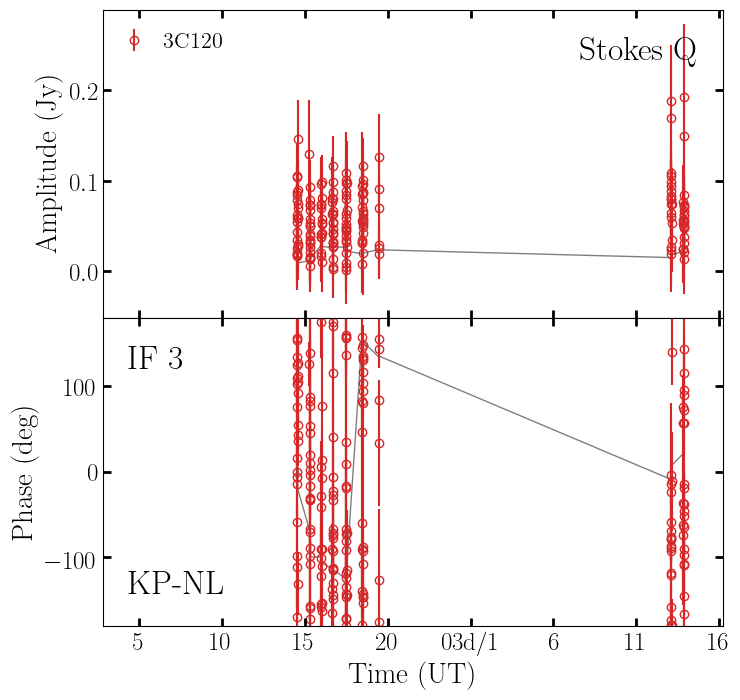 3C120
Stokes Q
Amplitude (Jy)
0.2
0.1
0.0
IF 3
KP-NL
Phase (deg)
100
0
−100
5 10 15 20 03d/1 6 11 16
Time (UT)